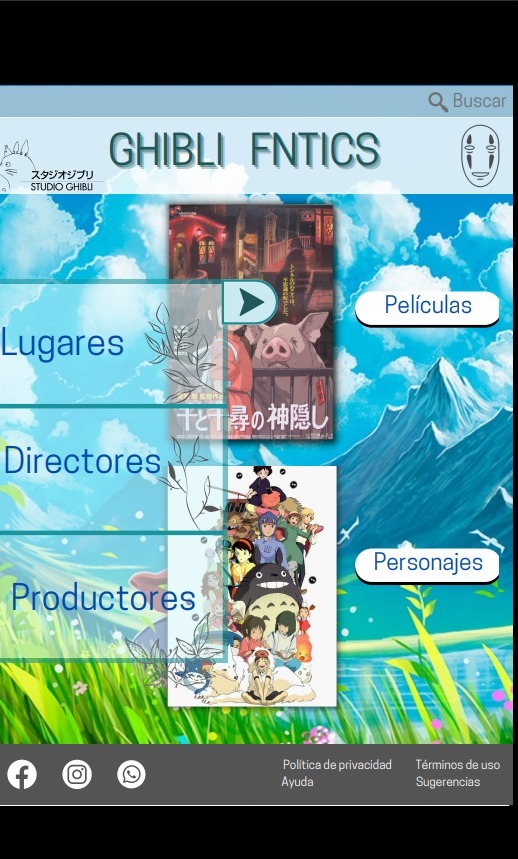 Buscar
GHIBLI FNTICS
スタジオジブリ
STUDIO GHIBLI
Películas
Lugares
千と千尋の神隠し
Directores
Personajes
Productores
Política de privacidad
Términos de uso
Ayuda
Sugerencias